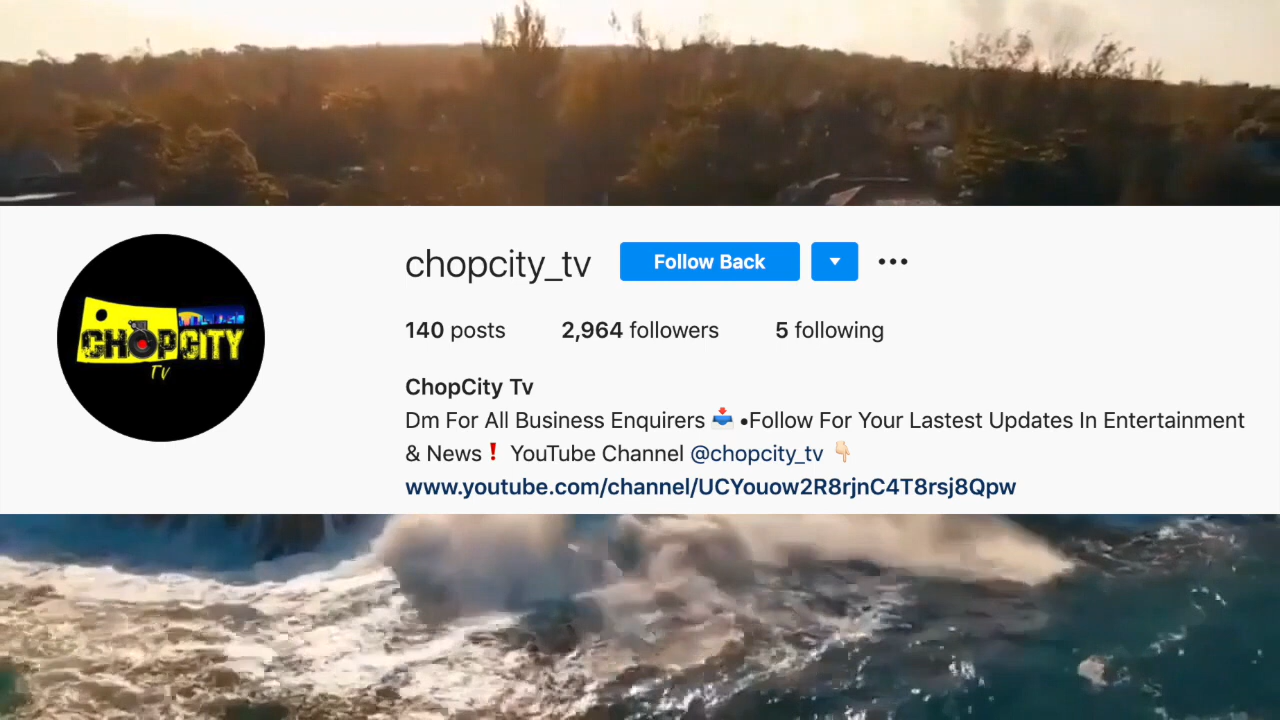 chopcity_tv Follow Back
140 posts 2,964 followers 5 following
CHOPCITY
TV
ChopCity Tv
Dm For All Business Enquirers 📥 •Follow For Your Lastest Updates In Entertainment
& News❗ YouTube Channel @chopcity_tv 👇🏻
www.youtube.com/channel/UCYouow2R8rjnC4T8rsj8Qpw